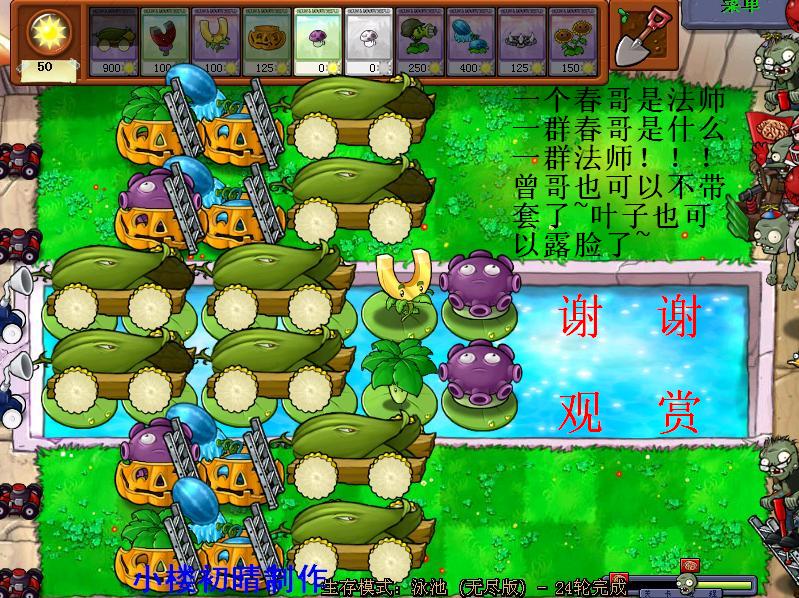 菜单
50
900
100
100
125
0
0
250
400
125
150
一个春哥是法师
一群春哥是什么
一群法师！！！
曾哥也可以不带
套了~叶子也可
以露脸了~
谢 谢
观 赏
小楼初晴制作
生存模式：泳池（无尽版）- 24轮完成